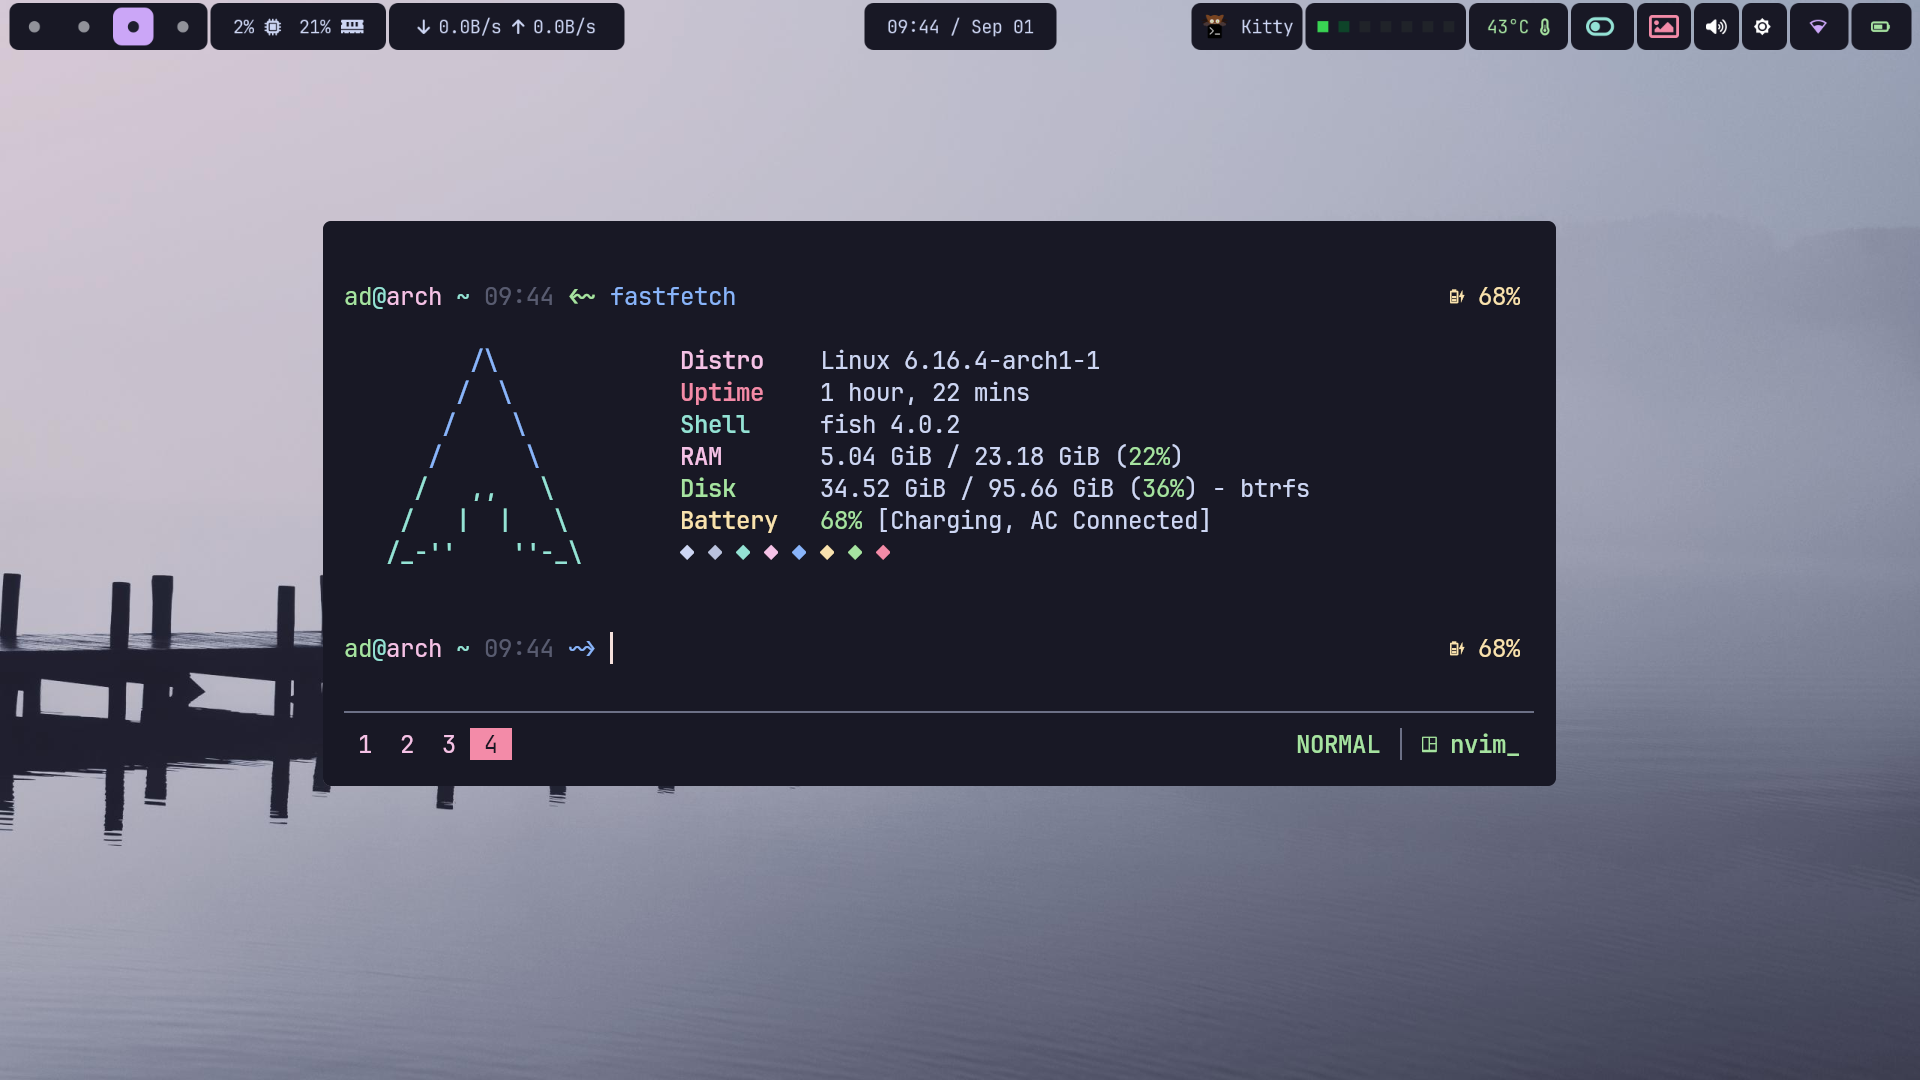 2% 21% ↓ 0.0B/s ↑ 0.0B/s 09:44 / Sep 01 Kitty 43°C
ad@arch ~ 09:44 fastfetch 68%
Distro Linux 6.16.4-arch1-1
Uptime 1 hour, 22 mins
Shell fish 4.0.2
RAM 5.04 GiB / 23.18 GiB (22%)
Disk 34.52 GiB / 95.66 GiB (36%) - btrfs
Battery 68% [Charging, AC Connected]
ad@arch ~ 09:44 68%
1 2 3 4 NORMAL nvim_